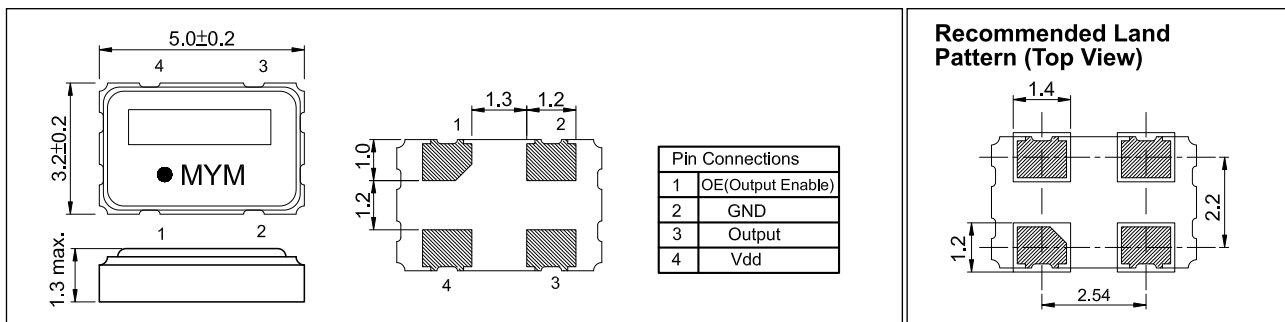 5.0±0.2
4 3
3.2±0.2
MYM
1 2
1.3 max.
1.3 1.2
1 2
1.0
1.2
4 3
Pin Connections
1 OE(Output Enable)
2 GND
3 Output
4 Vdd
Recommended Land
Pattern (Top View)
1.4
2.2
1.2
2.54